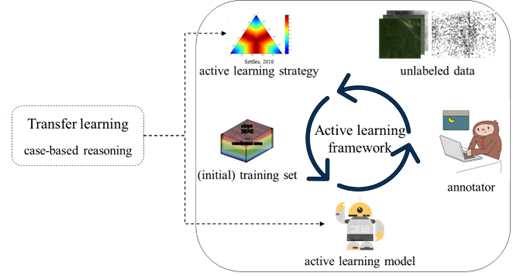 Settles, 2010
active learning strategy
unlabeled data
Transfer learning
case-based reasoning
Active learning
framework
(initial) training set
annotator
active learning model